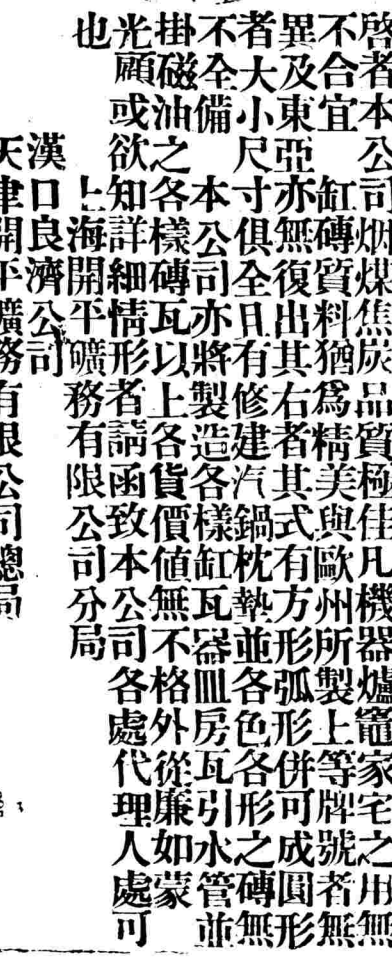 啓者本公司烟煤焦炭品質極佳凡機器爐竈家宅之用無
不合宜　缸磚質料猶爲精美與歐州所製上等牌號者無
異及東亞亦無復出其右者其式有方形弧形併可成圓形
者大小尺寸俱全且有修建汽鍋枕墊並各色各形之磚無
不全備　本公司亦將製造各樣缸瓦器皿房瓦引水管並
掛磁油之各樣磚瓦以上各貨價値無不格外從廉如蒙
光顧或欲知詳細情形者請函致本公司各處代理人處可
也
上海開平礦務有限公司分局
漢口良濟公司
天津開平礦務有限公司總局